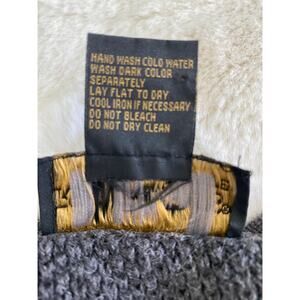 HAND WASH COLD WATER
WASH DARK COLOR
SEPARATELY
LAY FLAT TO DRY
COOL IRON IF NECESSARY
DO NOT BLEACH
DO NOT DRY CLEAN